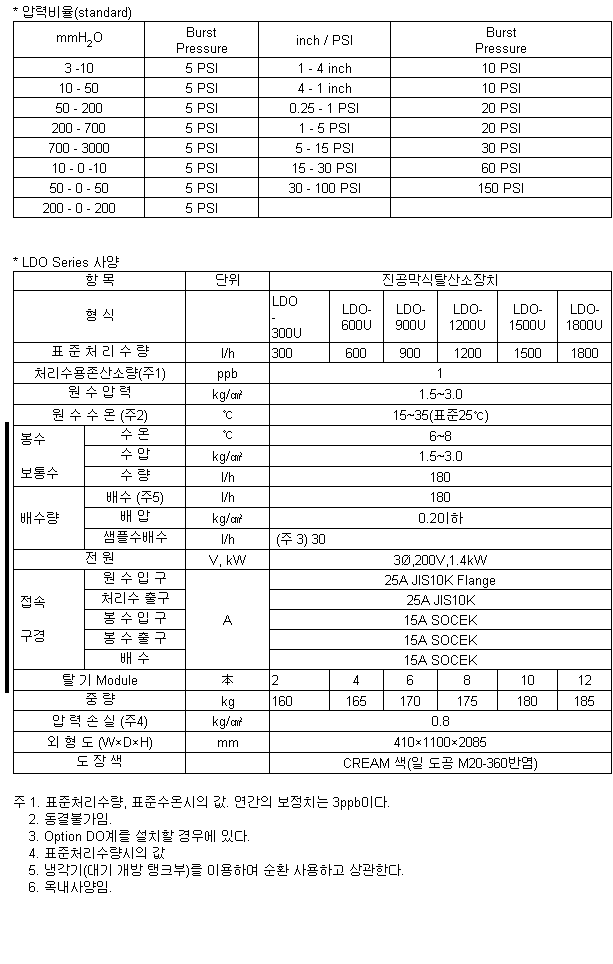 * 압력비율(standard)
mmH2O Burst Pressure inch / PSI Burst Pressure
3 -10 5 PSI 1 - 4 inch 10 PSI
10 - 50 5 PSI 4 - 1 inch 10 PSI
50 - 200 5 PSI 0.25 - 1 PSI 20 PSI
200 - 700 5 PSI 1 - 5 PSI 20 PSI
700 - 3000 5 PSI 5 - 15 PSI 30 PSI
10 - 0 -10 5 PSI 15 - 30 PSI 60 PSI
50 - 0 - 50 5 PSI 30 - 100 PSI 150 PSI
200 - 0 - 200 5 PSI
* LDO Series 사양
항 목 단위 진공막식탈산소장치
형 식 LDO - 300U LDO- 600U LDO- 900U LDO- 1200U LDO- 1500U LDO- 1800U
표 준 처 리 수 량 l/h 300 600 900 1200 1500 1800
처리수용존산소량(주1) ppb 1
원 수 압 력 kg/㎠ 1.5~3.0
원 수 수 온 (주2) ℃ 15~35(표준25℃)
봉수 보통수 수 온 ℃ 6~8
수 압 kg/㎠ 1.5~3.0
수 량 l/h 180
배수량 배수 (주5) l/h 180
배 압 kg/㎠ 0.2이하
샘플수배수 l/h (주 3) 30
전 원 V, kW 3Ø,200V,1.4kW
접속 구경 원 수 입 구 A 25A JIS10K Flange
처리수 출구 25A JIS10K
봉 수 입 구 15A SOCEK
봉 수 출 구 15A SOCEK
배 수 15A SOCEK
탈 기 Module 本 2 4 6 8 10 12
중 량 kg 160 165 170 175 180 185
압 력 손 실 (주4) kg/㎠ 0.8
외 형 도 (W×D×H) mm 410×1100×2085
도 장 색 CREAM 색(일 도공 M20-360반염)
주 1. 표준처리수량, 표준수온시의 값. 연간의 보정치는 3ppb이다.
2. 동결불가임.
3. Option DO계를 설치할 경우에 있다.
4. 표준처리수량시의 값
5. 냉각기(대기 개방 탱크부)를 이용하며 순환 사용하고 상관한다.
6. 옥내사양임.